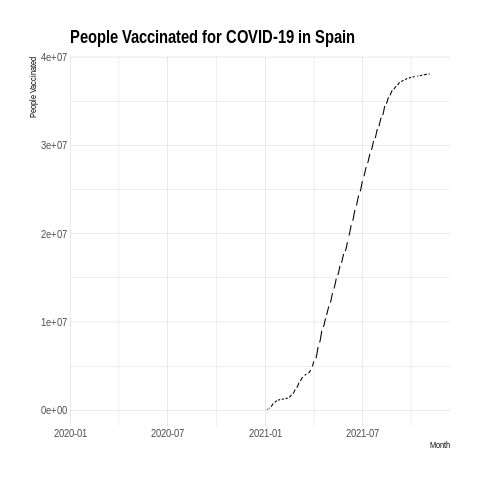 People Vaccinated for COVID-19 in Spain
People Vaccinated
4e+07
3e+07
2e+07
1e+07
0e+00
2020-01 2020-07 2021-01 2021-07
Month